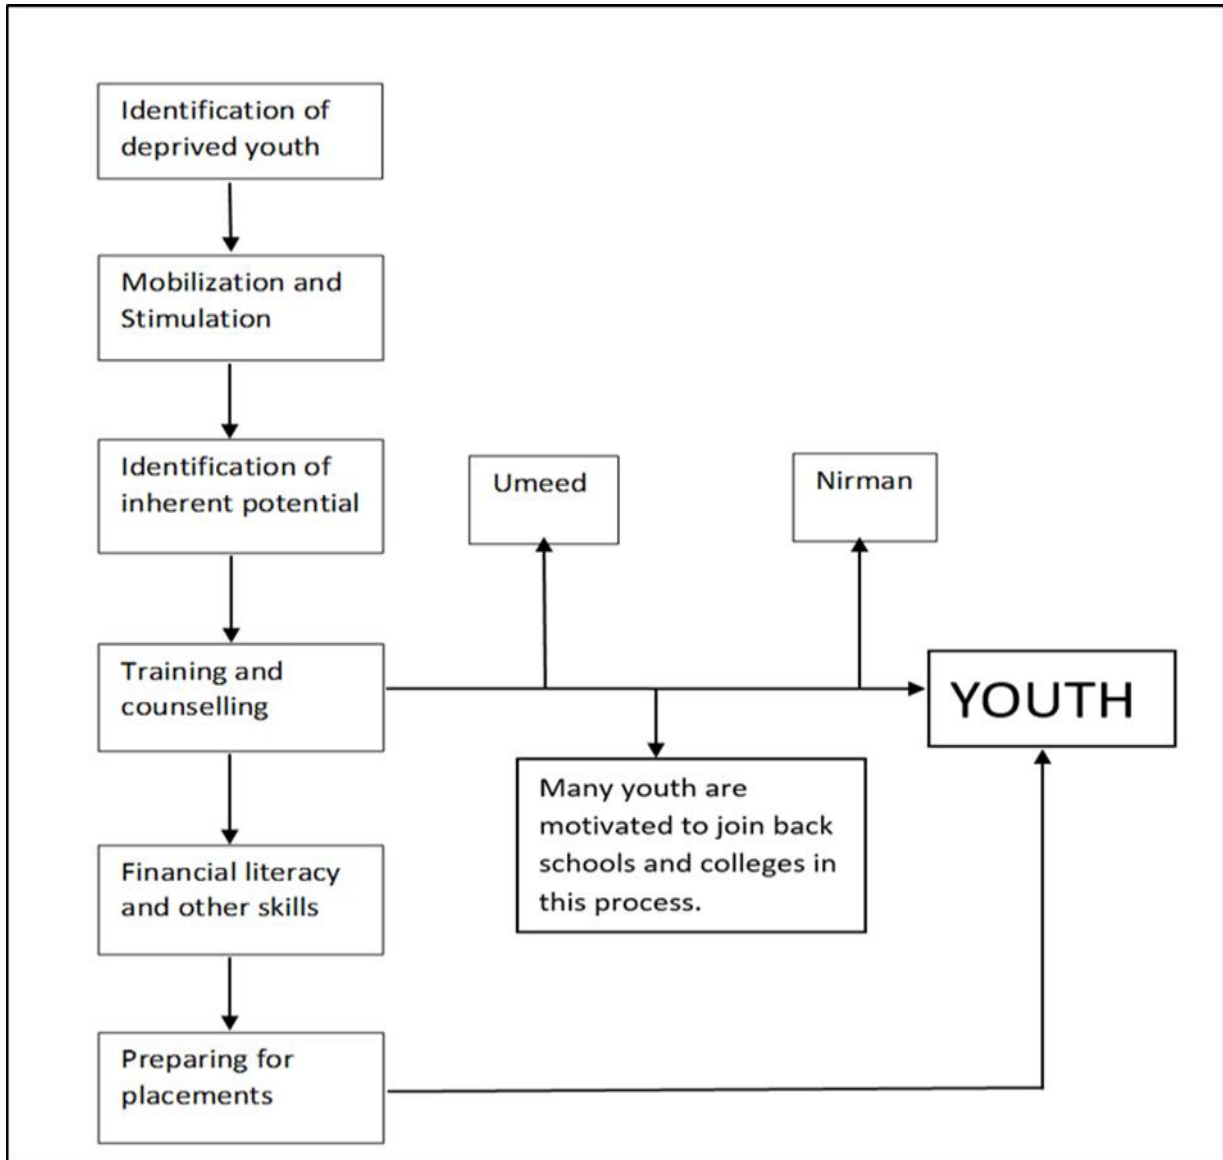 Identification of
deprived youth
Mobilization and
Stimulation
Identification of
inherent potential
Umeed
Nirman
Training and
counselling
YOUTH
Many youth are
motivated to join back
schools and colleges in
this process.
Financial literacy
and other skills
Preparing for
placements